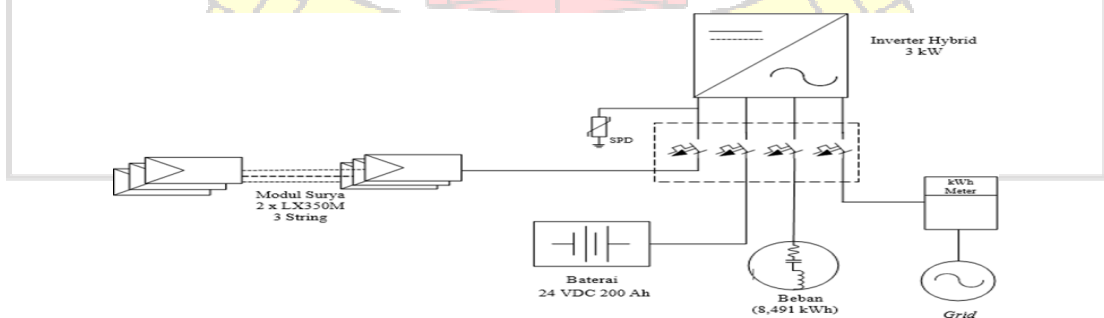 Inverter Hybrid
3 kW
SPD
Modul Surya
2 x LX350M
3 String
kWh
Meter
Baterai
24 VDC 200 Ah
Beban
(8,491 kWh)
Grid